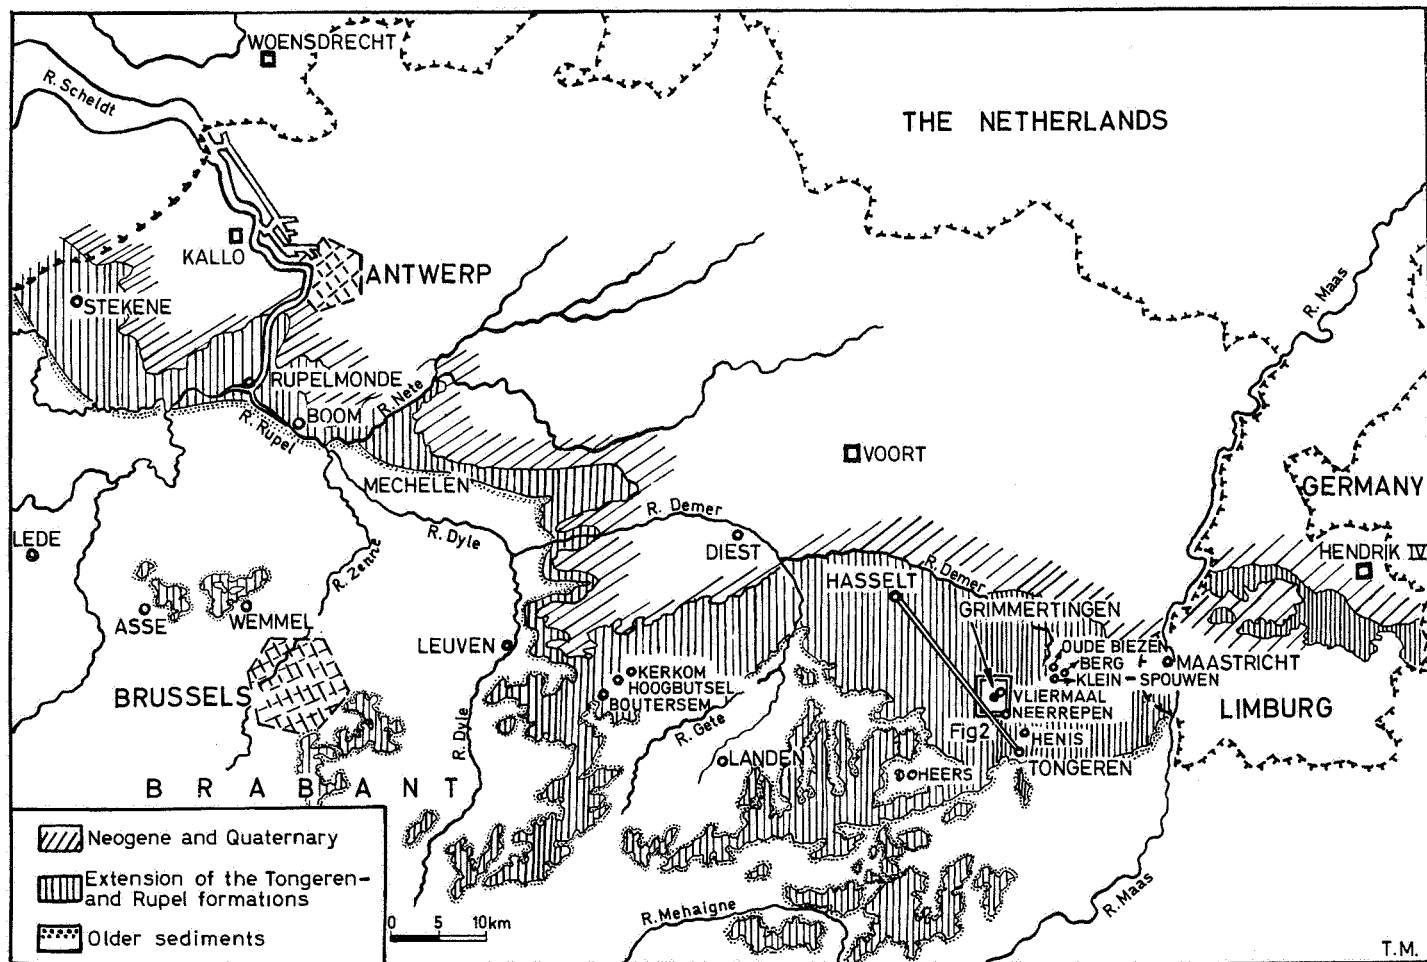 WOENSDRECHT
R. Scheldt
THE NETHERLANDS
KALLO
ANTWERP
STEKENE
R. Maas
RUPELMONDE
R. Nete
BOOM
R. Rupel
VOORT
MECHELEN
GERMANY
R. Demer
LEDE
R. Dyle
DIEST
HENDRIK IV
R. Zenne
HASSELT
R. Demer
GRIMMERTINGEN
ASSE
WEMMEL
LEUVEN
OUDE BIEZEN
BERG
MAASTRICHT
KERKOM
KLEIN-SPOUWEN
HOOGBUTSEL
BOUTERSEM
VLIERMAAL
NEERREPEN
BRUSSELS
LIMBURG
R. Dyle
R. Gete
Fig2
HENIS
LANDEN
TONGEREN
HEERS
BRABANT
Neogene and Quaternary
Extension of the Tongeren-
and Rupel formations
Older sediments
0 5 10km
R. Mehaigne
R. Maas
T.M.